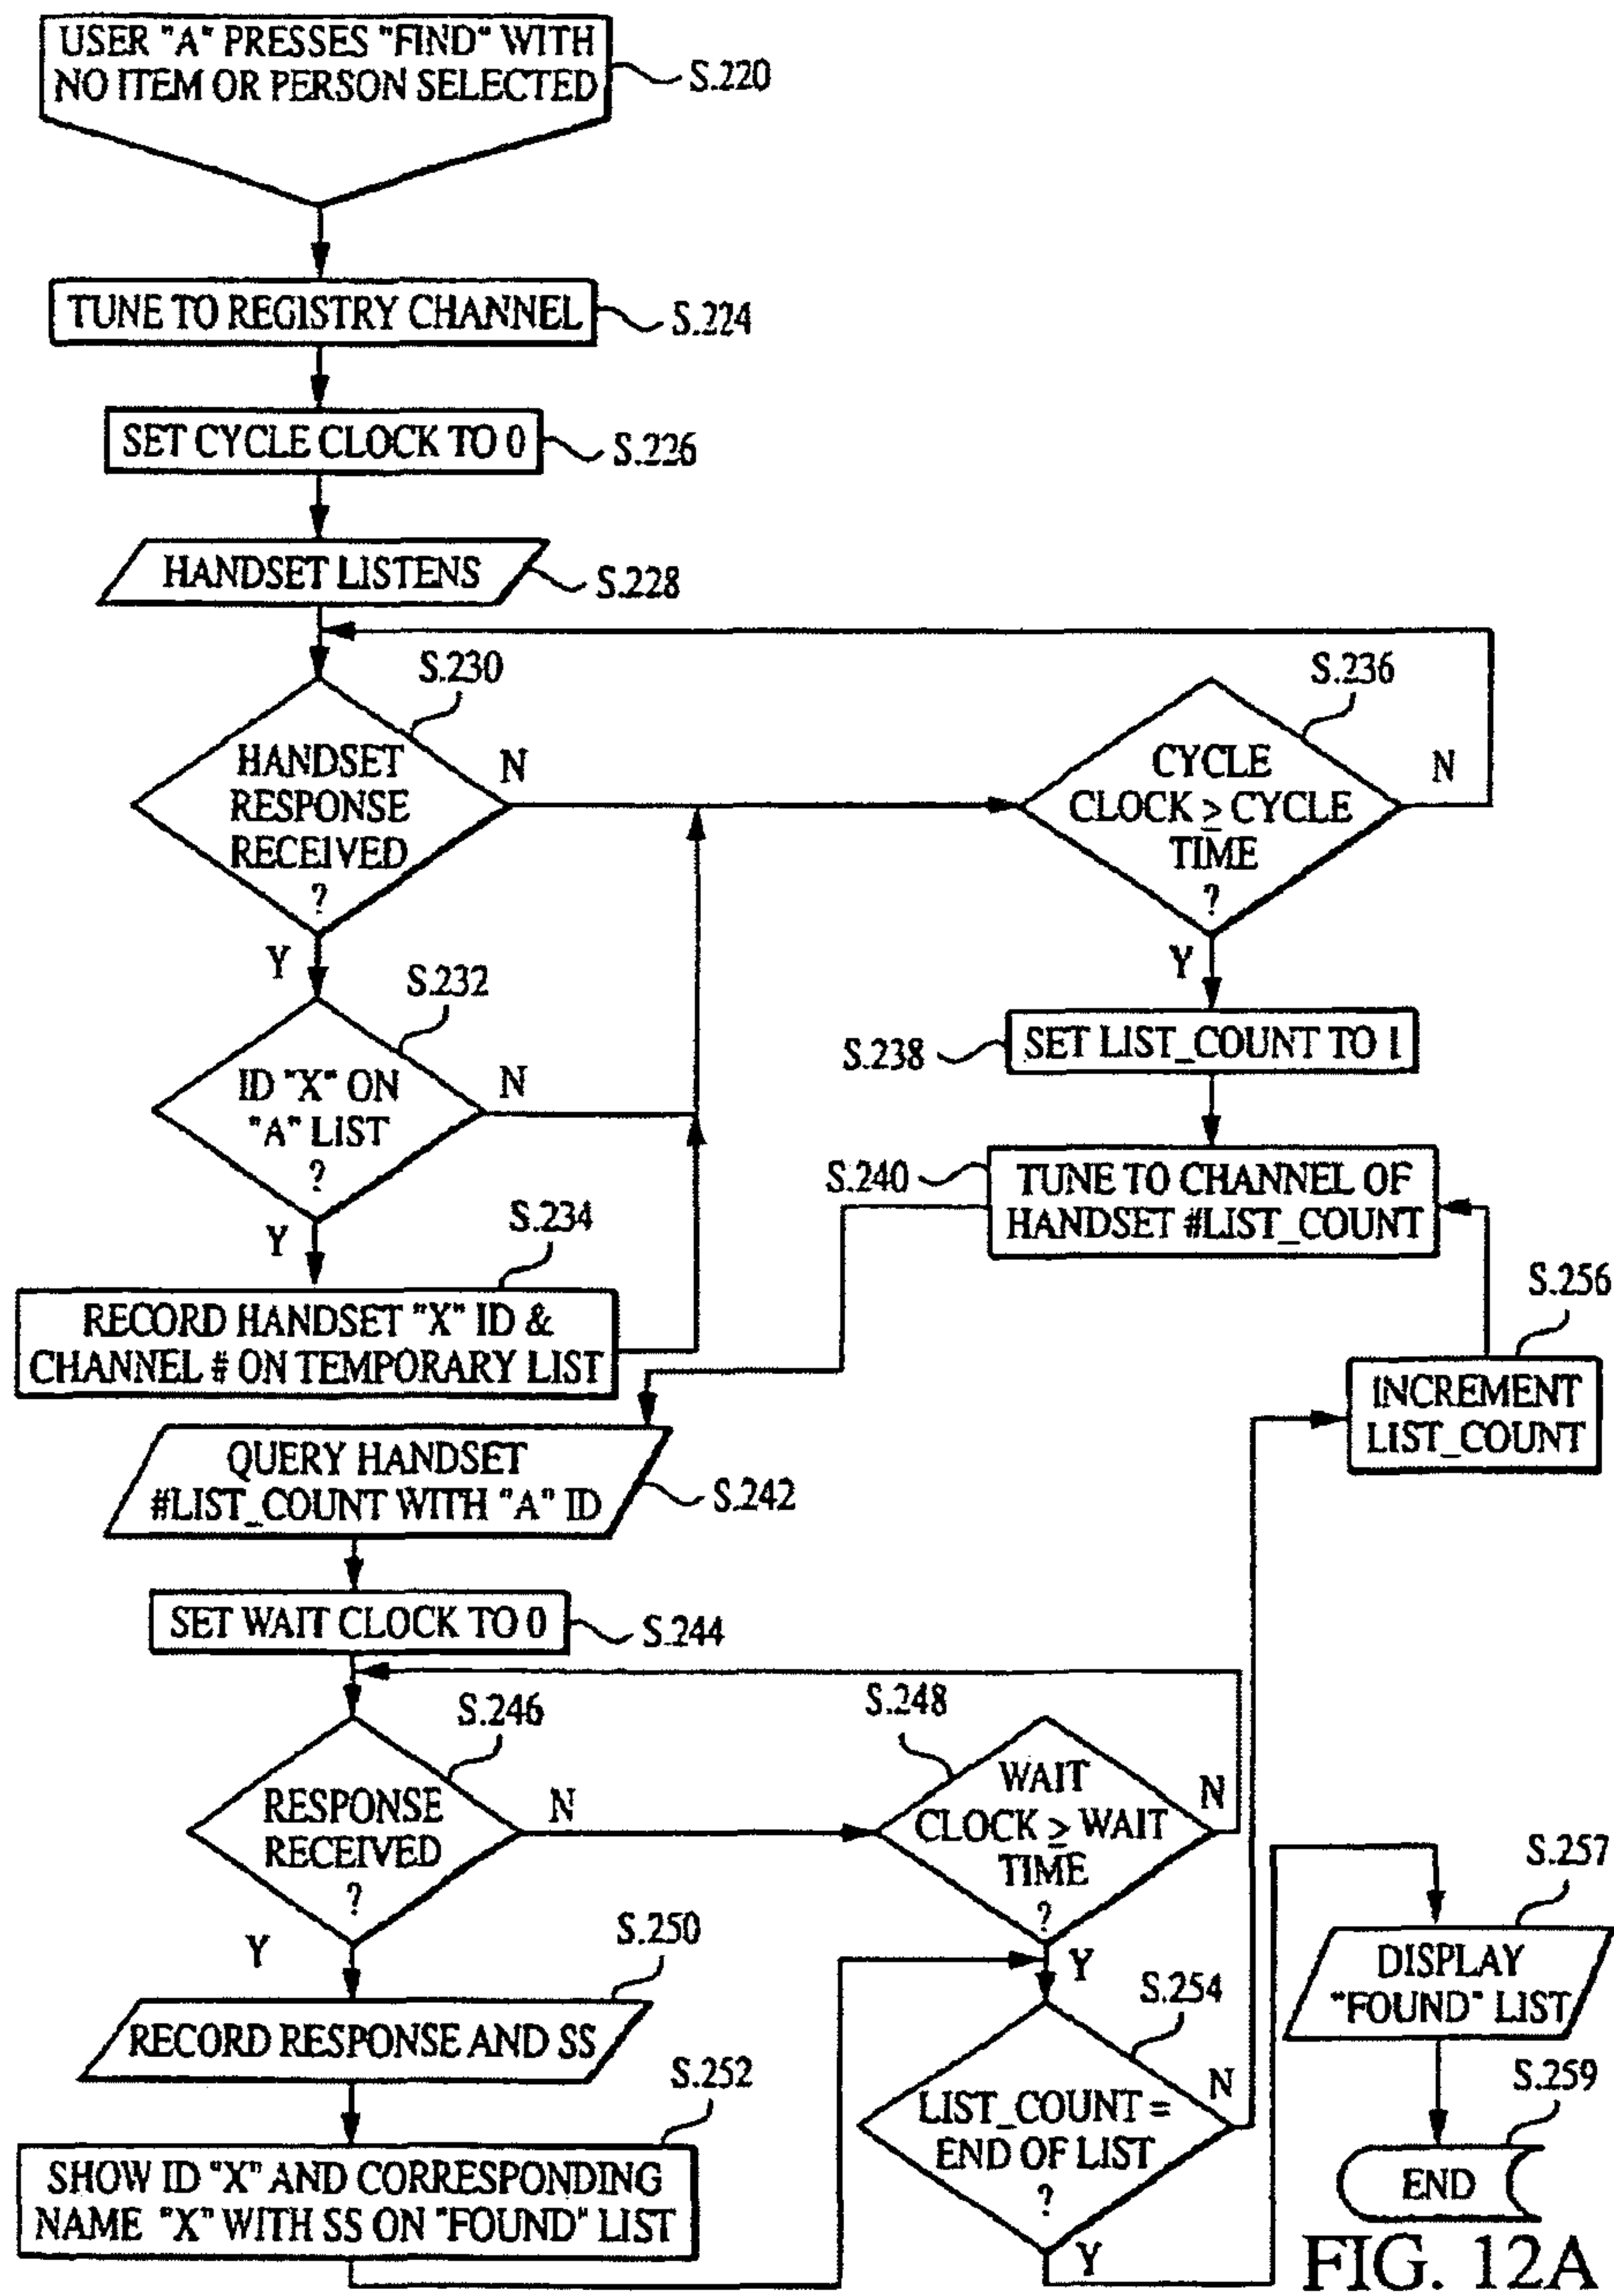 USER "A" PRESSES "FIND" WITH
NO ITEM OR PERSON SELECTED
S.220
TUNE TO REGISTRY CHANNEL
S.224
SET CYCLE CLOCK TO 0
S.226
HANDSET LISTENS
S.228
S.230
HANDSET
RESPONSE
RECEIVED
?
N
Y
S.236
CYCLE
CLOCK ≥ CYCLE
TIME
?
N
Y
S.232
ID "X" ON
"A" LIST
?
N
Y
S.238
SET LIST_COUNT TO 1
S.234
RECORD HANDSET "X" ID &
CHANNEL # ON TEMPORARY LIST
S.240
TUNE TO CHANNEL OF
HANDSET #LIST_COUNT
S.256
INCREMENT
LIST_COUNT
QUERY HANDSET
#LIST_COUNT WITH "A" ID
S.242
SET WAIT CLOCK TO 0
S.244
S.246
RESPONSE
RECEIVED
?
N
Y
S.248
WAIT
CLOCK ≥ WAIT
TIME
?
N
Y
S.250
RECORD RESPONSE AND SS
S.252
SHOW ID "X" AND CORRESPONDING
NAME "X" WITH SS ON "FOUND" LIST
S.254
LIST_COUNT =
END OF LIST
?
N
Y
S.257
DISPLAY
"FOUND" LIST
S.259
END
FIG. 12A